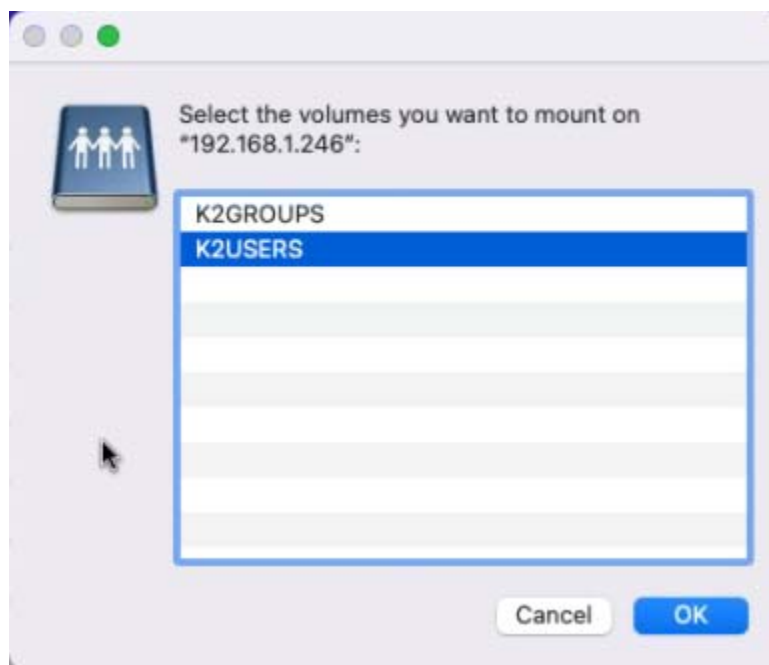 Select the volumes you want to mount on
"192.168.1.246":
K2GROUPS
K2USERS
Cancel
OK